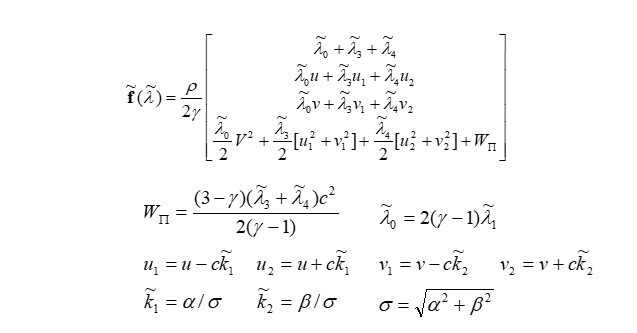 f̃(λ̃) = ρ/2γ [ λ̃₀ + λ̃₃ + λ̃₄
λ̃₀u + λ̃₃u₁ + λ̃₄u₂
λ̃₀v + λ̃₃v₁ + λ̃₄v₂
λ̃₀/2 V² + λ̃₃/2 [u₁² + v₁²] + λ̃₄/2 [u₂² + v₂²] + W_Π ]
W_Π = (3−γ)(λ̃₃ + λ̃₄)c² / 2(γ−1) λ̃₀ = 2(γ−1)λ̃₁
u₁ = u − ck̃₁ u₂ = u + ck̃₁ v₁ = v − ck̃₂ v₂ = v + ck̃₂
k̃₁ = α/σ k̃₂ = β/σ σ = √(α² + β²)